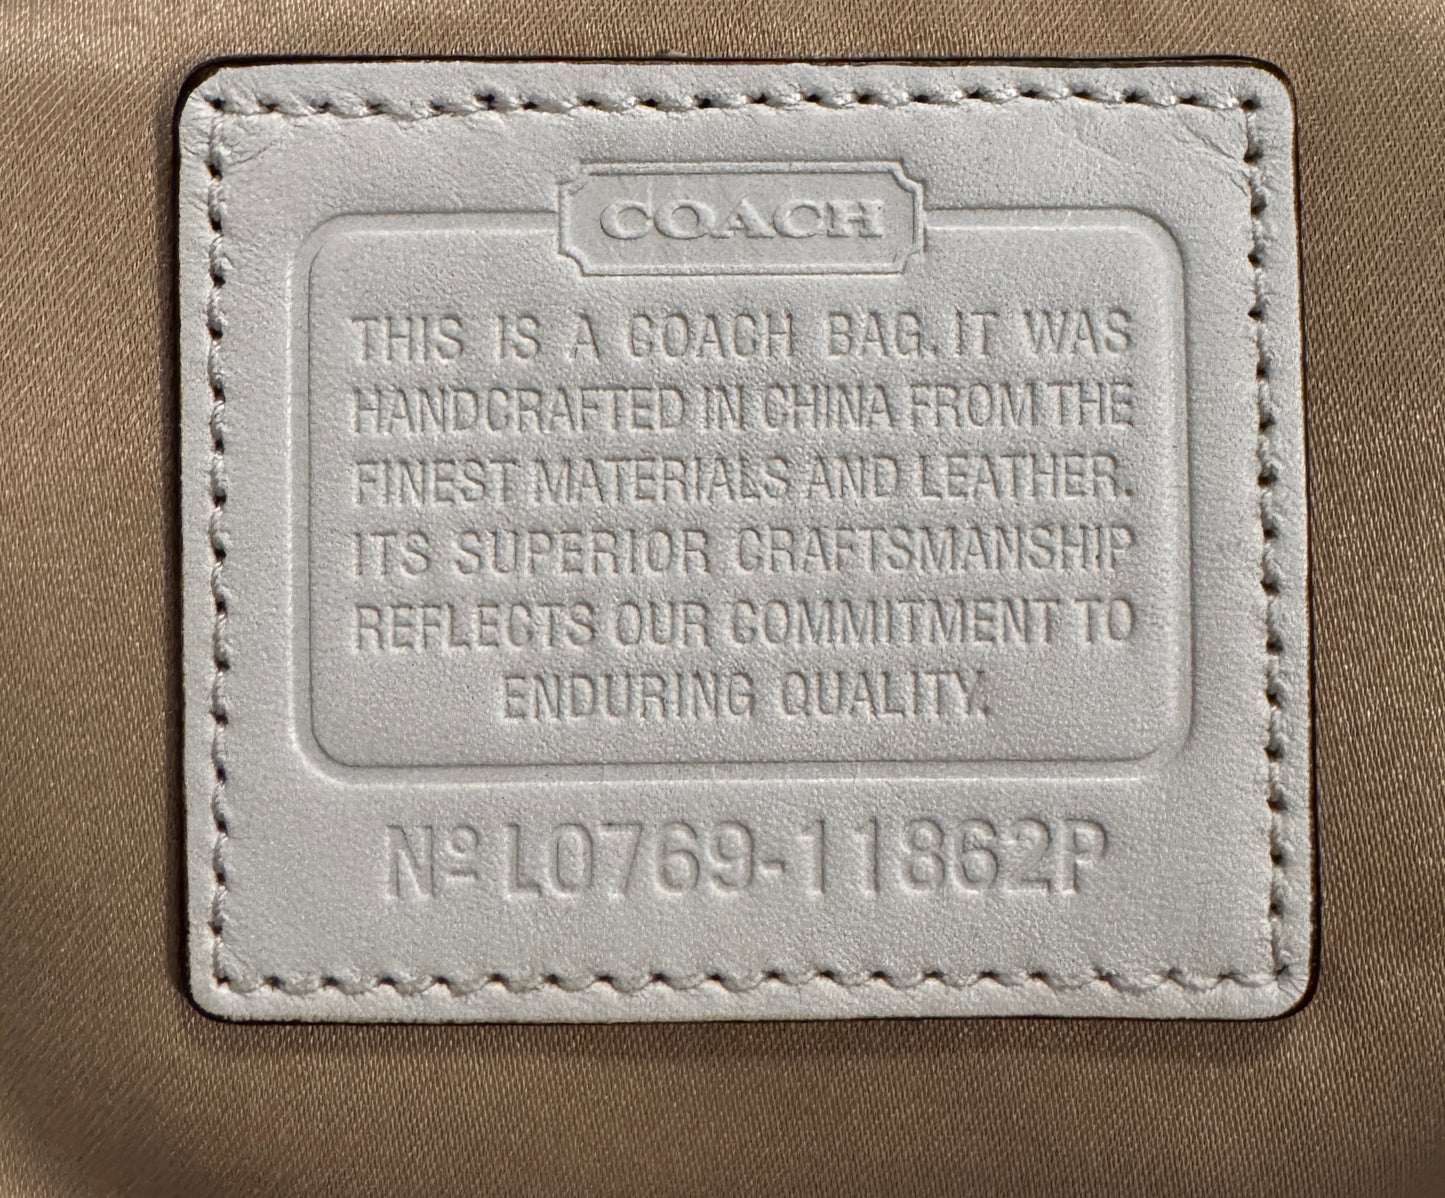 COACH
THIS IS A COACH BAG. IT WAS
HANDCRAFTED IN CHINA FROM THE
FINEST MATERIALS AND LEATHER.
ITS SUPERIOR CRAFTSMANSHIP
REFLECTS OUR COMMITMENT TO
ENDURING QUALITY.
Nº L0769-11862P